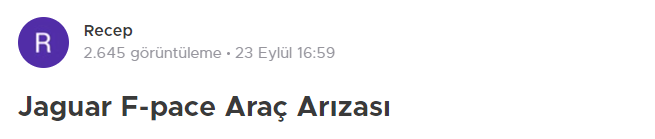 R
Recep
2.645 görüntüleme • 23 Eylül 16:59
Jaguar F-pace Araç Arızası